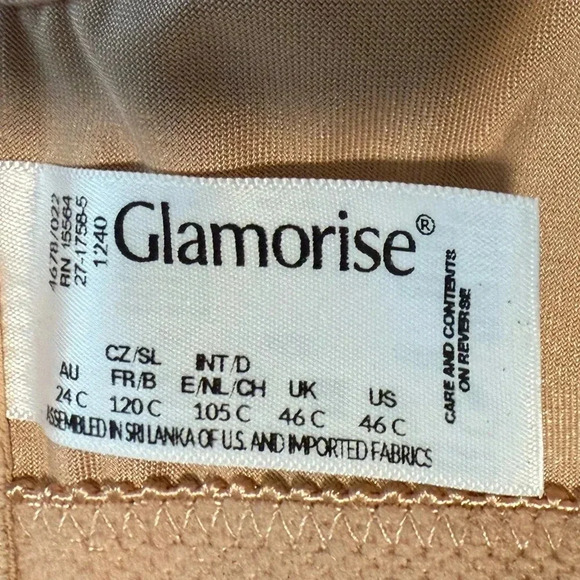 4678/022
RN 15564
27-1758-5
1240
Glamorise®
CZ/SL INT/D
AU FR/B E/NL/CH UK US
24 C 120 C 105 C 46 C 46 C
ASSEMBLED IN SRI LANKA OF U.S. AND IMPORTED FABRICS
CARE AND CONTENTS
ON REVERSE